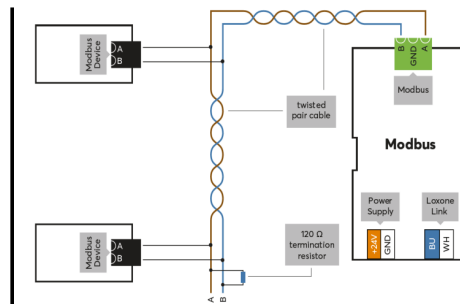 Modbus
Device
A
B
B
GND
A
Modbus
twisted
pair cable
Modbus
Power
Supply
Loxone
Link
+24V
GND
BU
WH
Modbus
Device
A
B
120 Ω
termination
resistor
A
B